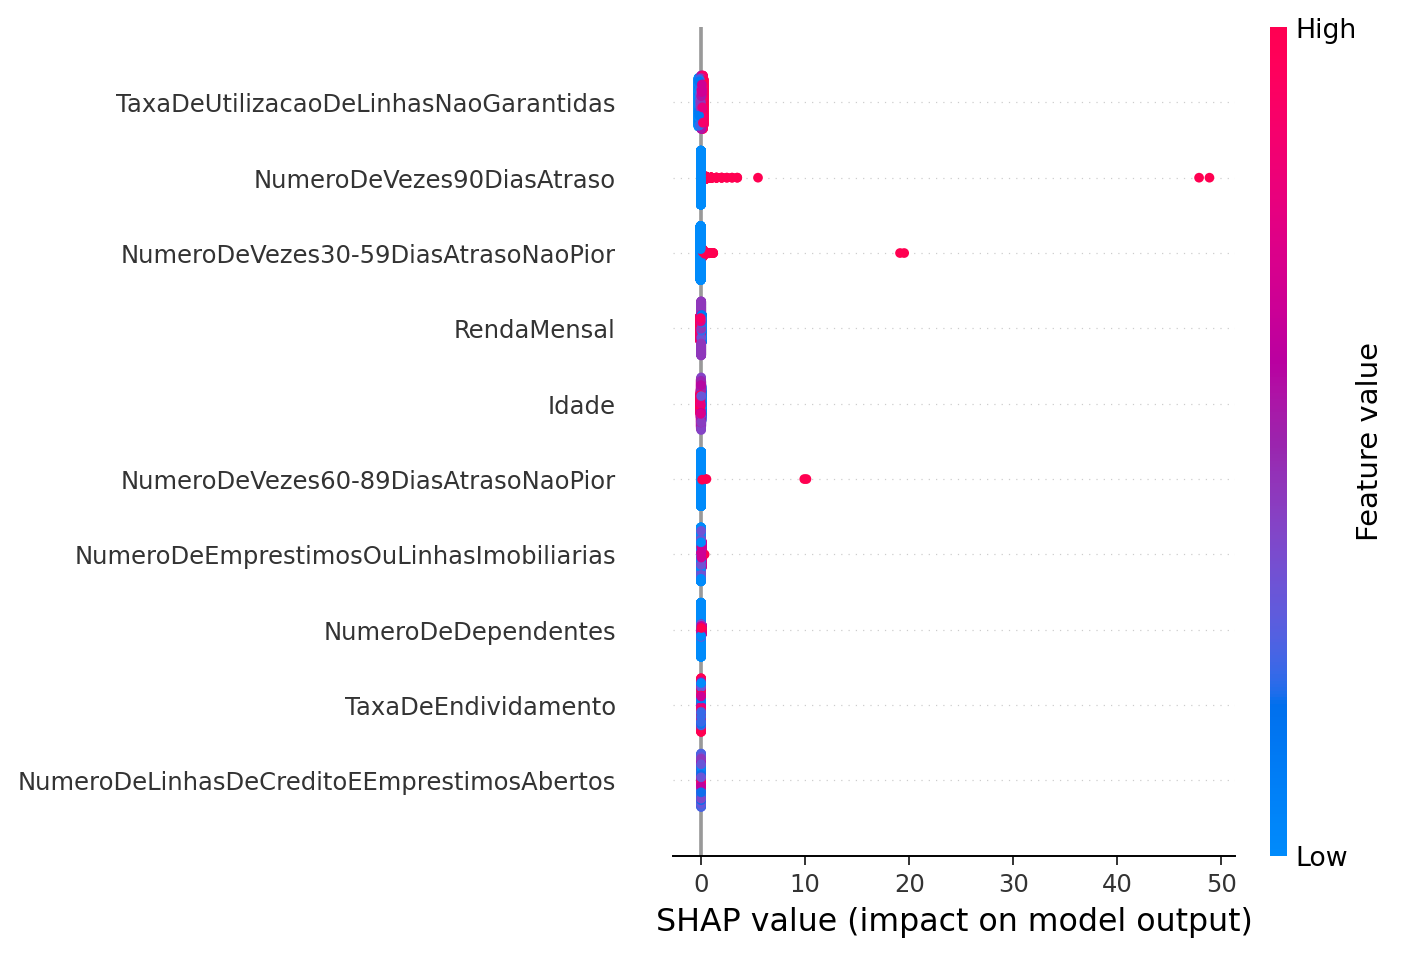 High
TaxaDeUtilizacaoDeLinhasNaoGarantidas
NumeroDeVezes90DiasAtraso
NumeroDeVezes30-59DiasAtrasoNaoPior
RendaMensal
Idade
NumeroDeVezes60-89DiasAtrasoNaoPior
NumeroDeEmprestimosOuLinhasImobiliarias
NumeroDeDependentes
TaxaDeEndividamento
NumeroDeLinhasDeCreditoEEmprestimosAbertos
Feature value
Low
0 10 20 30 40 50
SHAP value (impact on model output)